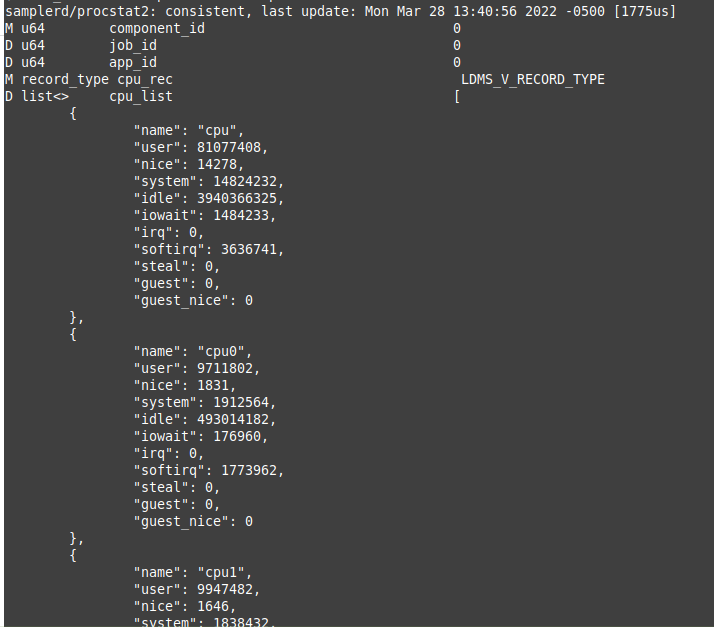 samplerd/procstat2: consistent, last update: Mon Mar 28 13:40:56 2022 -0500 [1775us]
M u64        component_id                               0
D u64        job_id                                     0
D u64        app_id                                     0
M record_type cpu_rec                                    LDMS_V_RECORD_TYPE
D list<>     cpu_list                                   [
        {
                "name": "cpu",
                "user": 81077408,
                "nice": 14278,
                "system": 14824232,
                "idle": 3940366325,
                "iowait": 1484233,
                "irq": 0,
                "softirq": 3636741,
                "steal": 0,
                "guest": 0,
                "guest_nice": 0
        },
        {
                "name": "cpu0",
                "user": 9711802,
                "nice": 1831,
                "system": 1912564,
                "idle": 493014182,
                "iowait": 176960,
                "irq": 0,
                "softirq": 1773962,
                "steal": 0,
                "guest": 0,
                "guest_nice": 0
        },
        {
                "name": "cpu1",
                "user": 9947482,
                "nice": 1646,
                "system": 1838432,